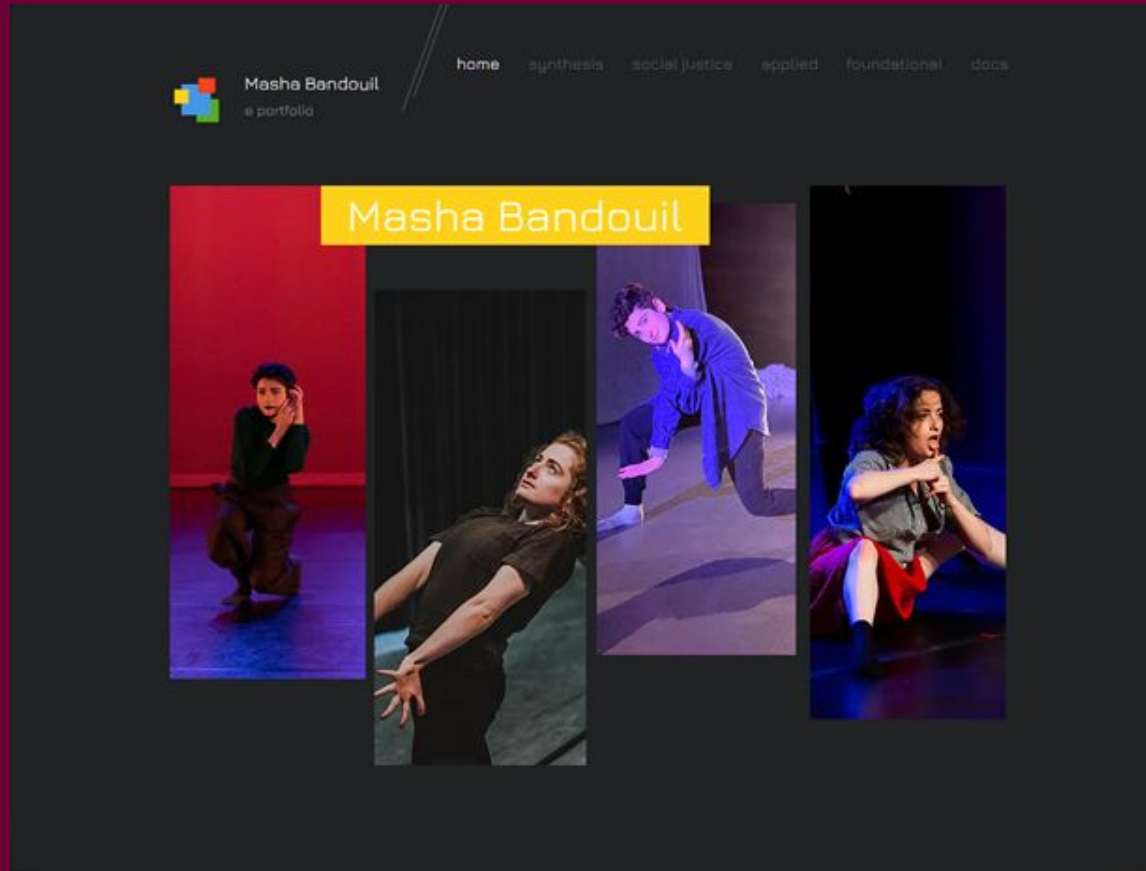 Masha Bandouil
e portfolio
home synthesis social justice applied foundational docs
Masha Bandouil